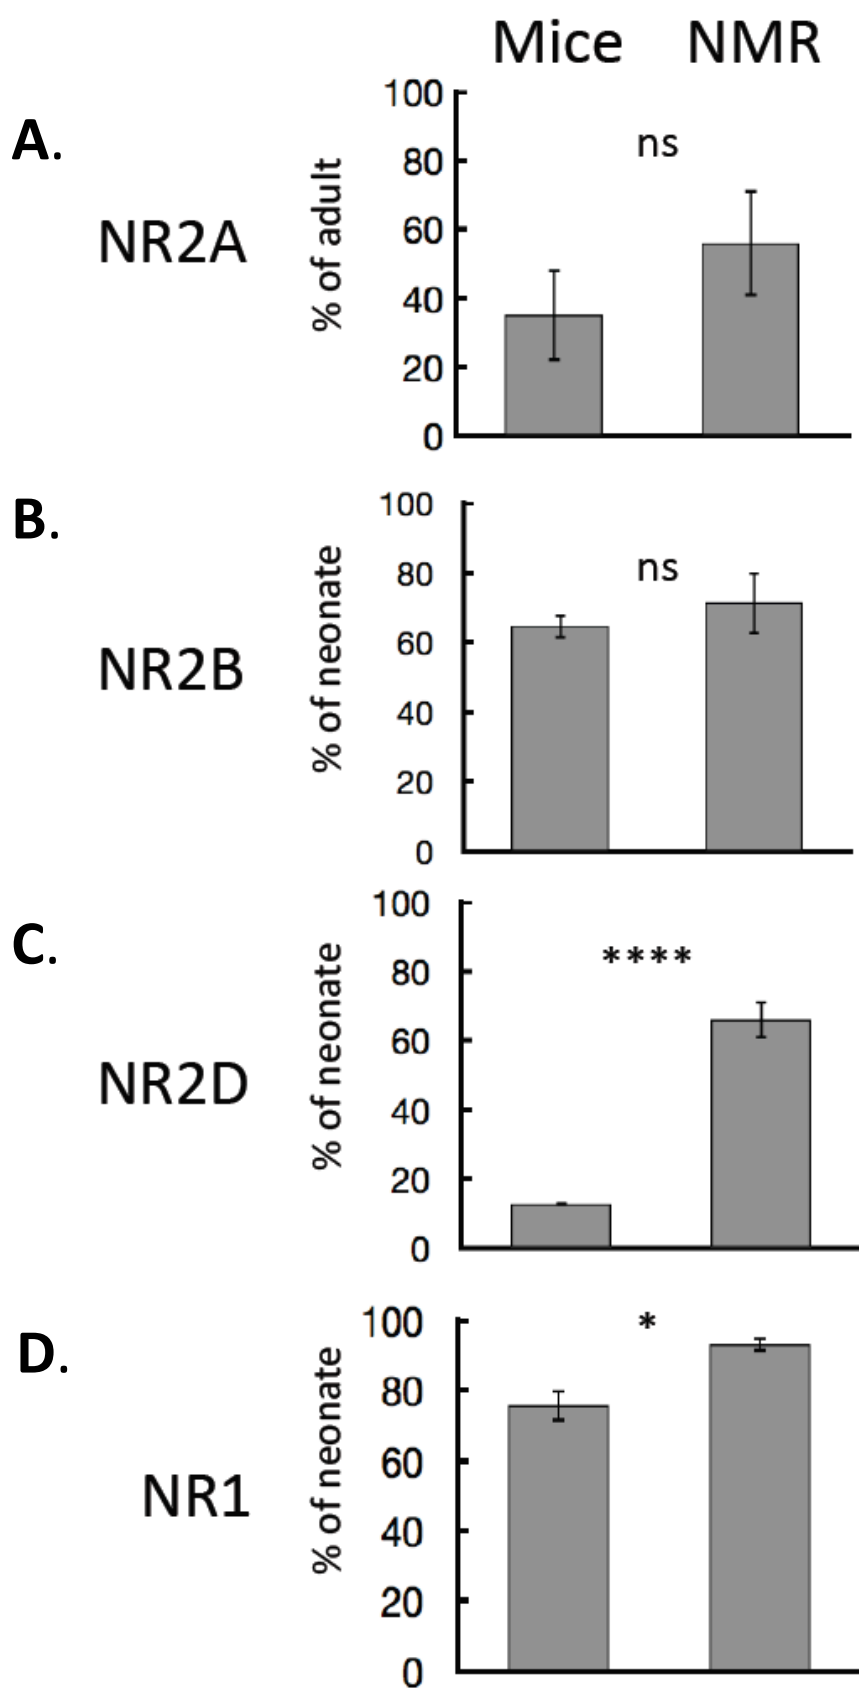 Mice NMR
A.
NR2A
% of adult
100
80
60
40
20
0
ns
B.
NR2B
% of neonate
100
80
60
40
20
0
ns
C.
NR2D
% of neonate
100
80
60
40
20
0
****
D.
NR1
% of neonate
100
80
60
40
20
0
*